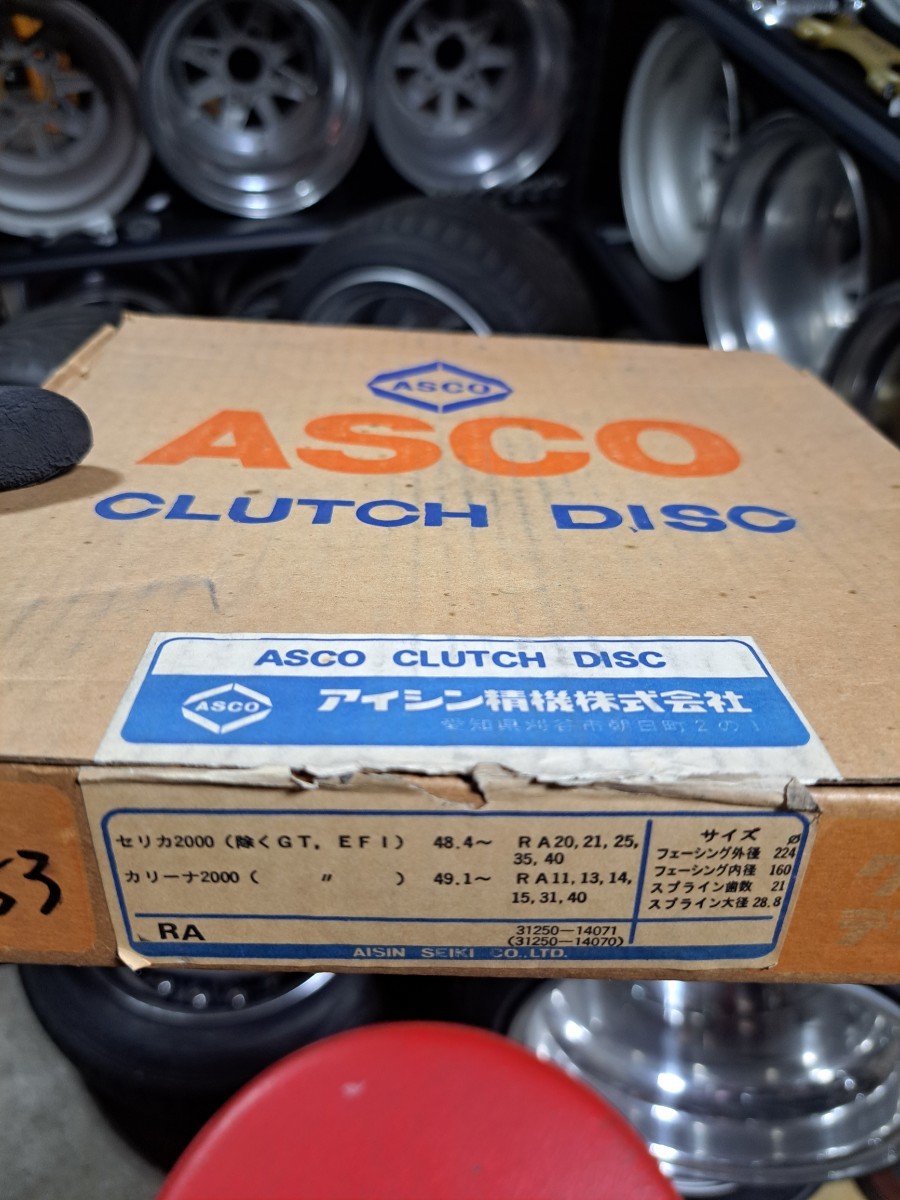 ASCO
ASCO
CLUTCH DISC
ASCO CLUTCH DISC
ASCO
アイシン精機株式会社
愛知県刈谷市朝日町2の1
セリカ2000(除くGT, EFI) 48.4~ RA20, 21, 25,
35, 40
カリーナ2000( 〃 ) 49.1~ RA11, 13, 14,
15, 31, 40
サイズ ø
フェーシング外径 224
フェーシング内径 160
スプライン歯数 21
スプライン大径 28.8
RA
31250-14071
(31250-14070)
AISIN SEIKI CO.,LTD.